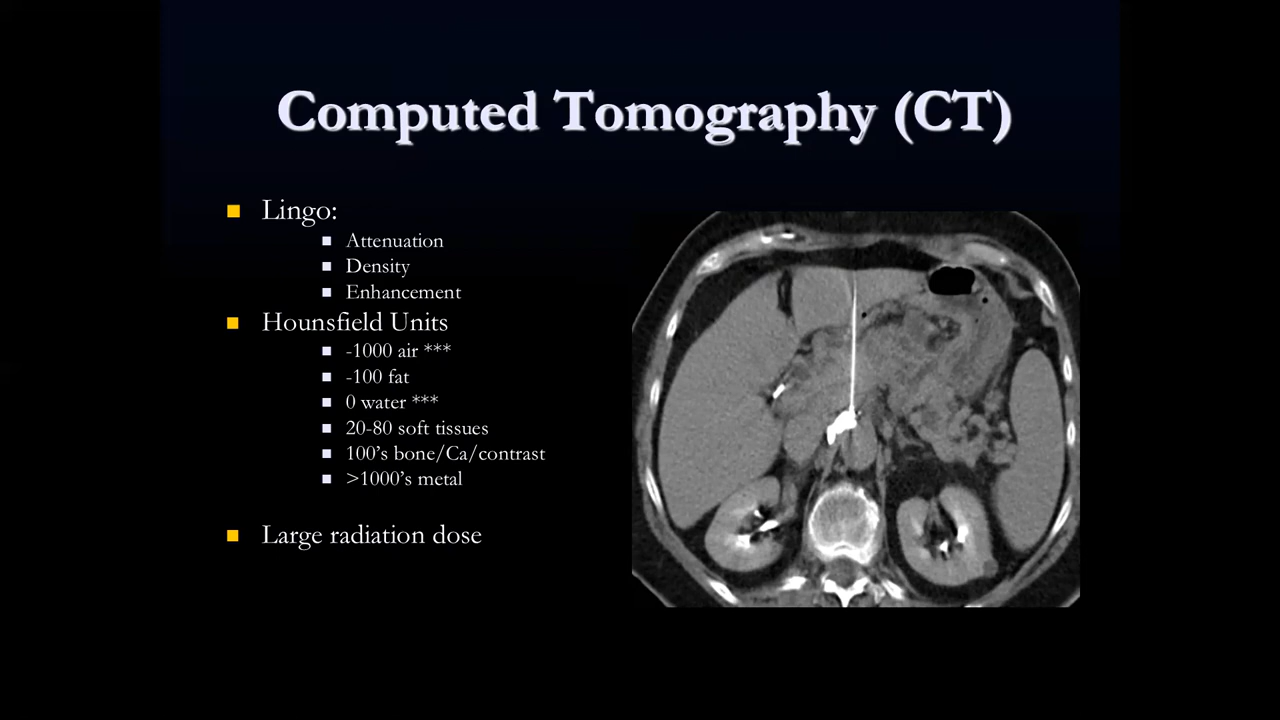 Computed Tomography (CT)
Lingo:
Attenuation
Density
Enhancement
Hounsfield Units
-1000 air ***
-100 fat
0 water ***
20-80 soft tissues
100's bone/Ca/contrast
>1000's metal
Large radiation dose